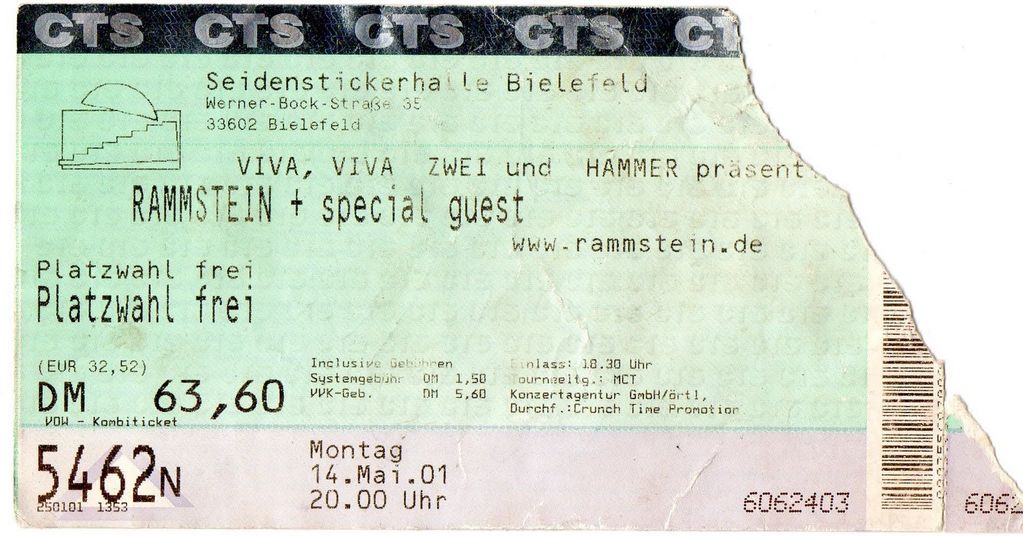 CTS CTS CTS CTS CT
Seidenstickerhalle Bielefeld
Werner-Bock-Straße 35
33602 Bielefeld
VIVA, VIVA ZWEI und HAMMER präsent
RAMMSTEIN + special guest
www.rammstein.de
Platzwahl frei
Platzwahl frei
(EUR 32,52)
DM 63,60
VOW - Kombiticket
Inclusive Gebühren
Systemgebühr DM 1,50
VVK-Geb. DM 5,60
Einlass: 18.30 Uhr
Tourneeltg.: MCT
Konzertagentur GmbH/örtl,
Durchf.:Crunch Time Promotion
5462N
250101 1353
Montag
14.Mai.01
20.00 Uhr
6062403
6062